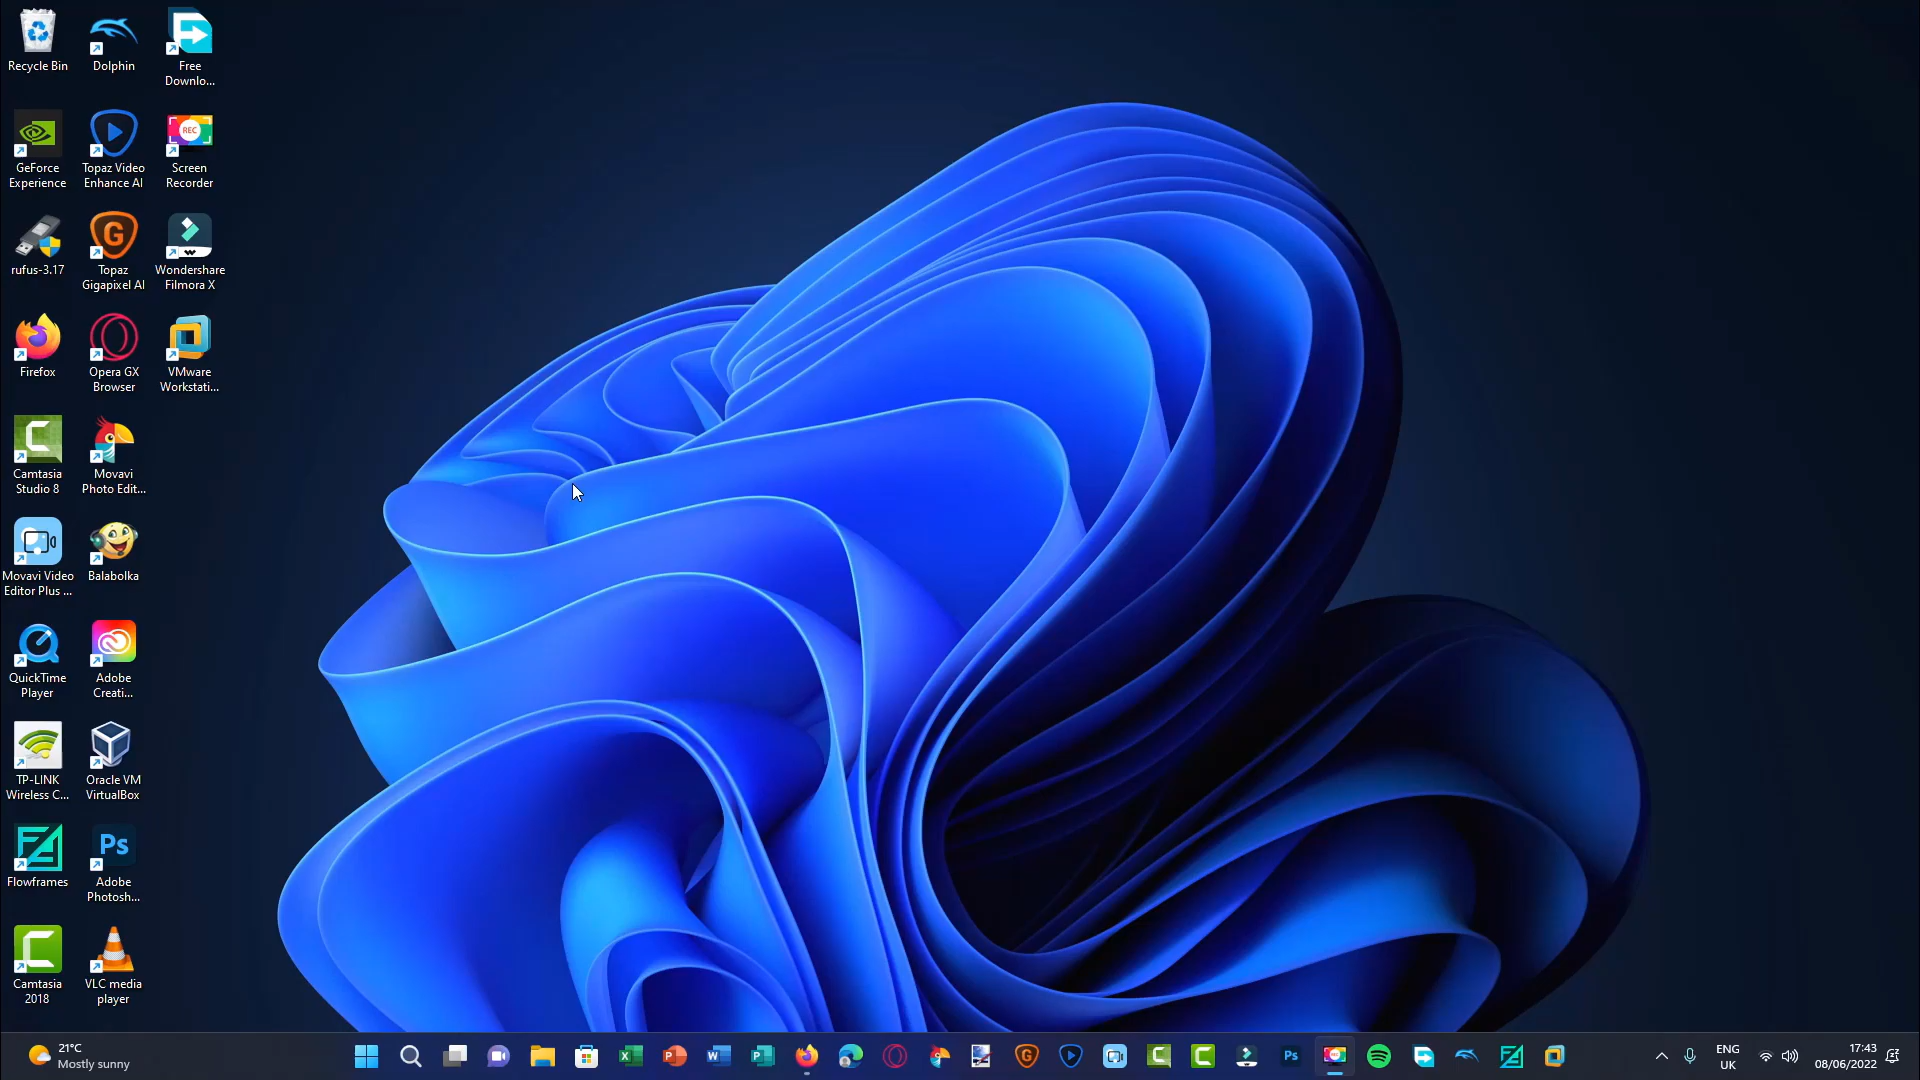 Recycle Bin
Dolphin
Free
Downlo...
GeForce
Experience
Topaz Video
Enhance AI
REC
Screen
Recorder
rufus-3.17
G
Topaz
Gigapixel AI
Wondershare
Filmora X
Firefox
Opera GX
Browser
VMware
Workstati...
Camtasia
Studio 8
Movavi
Photo Edit...
Movavi Video
Editor Plus ...
Balabolka
QuickTime
Player
Adobe
Creati...
TP-LINK
Wireless C...
Oracle VM
VirtualBox
Flowframes
Ps
Adobe
Photosh...
Camtasia
2018
VLC media
player
21°C
Mostly sunny
G
Ps
ENG
UK
17:43
08/06/2022